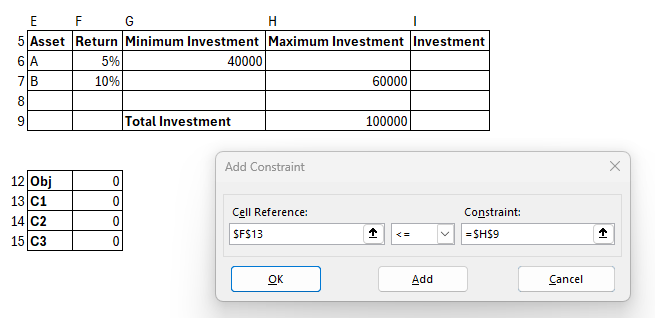 E F G H I
5 Asset Return Minimum Investment Maximum Investment Investment
6 A 5% 40000
7 B 10% 60000
8
9 Total Investment 100000
12 Obj 0
13 C1 0
14 C2 0
15 C3 0
Add Constraint
Cell Reference: Constraint:
$F$13 <= =$H$9
OK Add Cancel